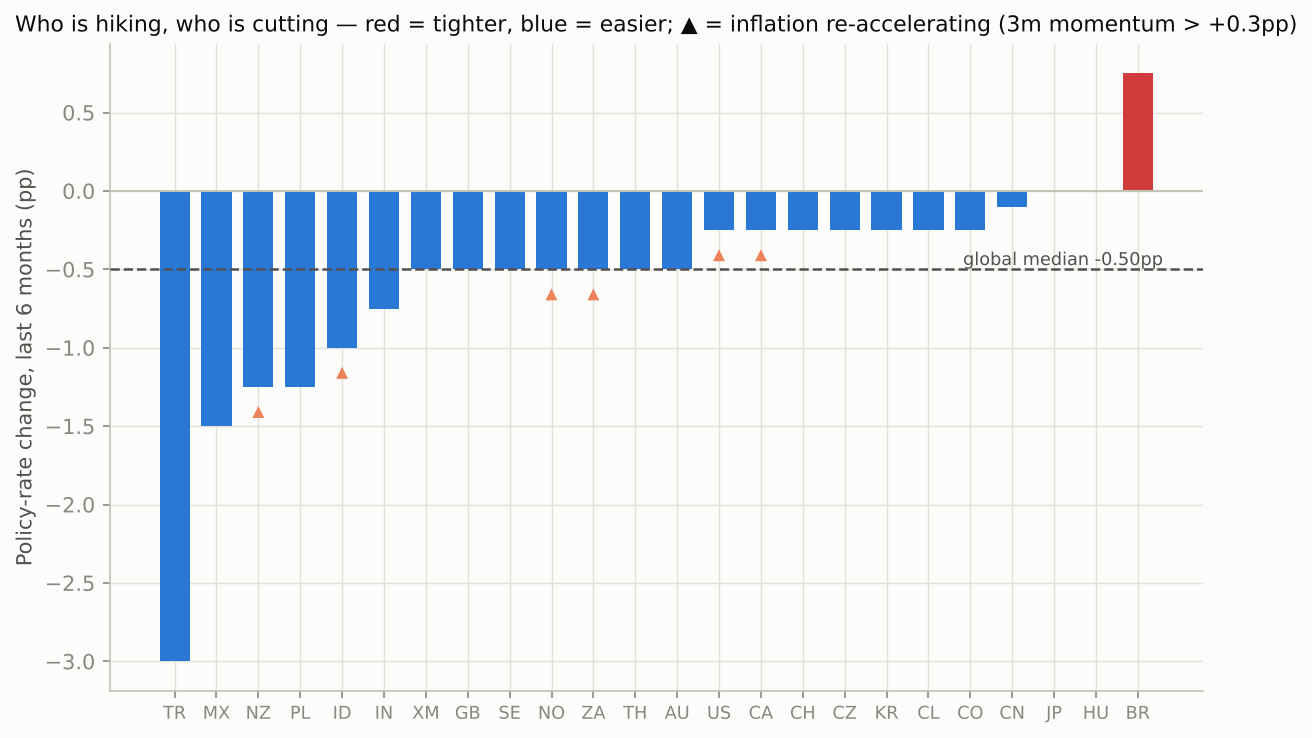 Who is hiking, who is cutting — red = tighter, blue = easier; ▲ = inflation re-accelerating (3m momentum > +0.3pp)
Policy-rate change, last 6 months (pp)
0.5
0.0
−0.5
−1.0
−1.5
−2.0
−2.5
−3.0
global median -0.50pp
TR MX NZ PL ID IN XM GB SE NO ZA TH AU US CA CH CZ KR CL CO CN JP HU BR